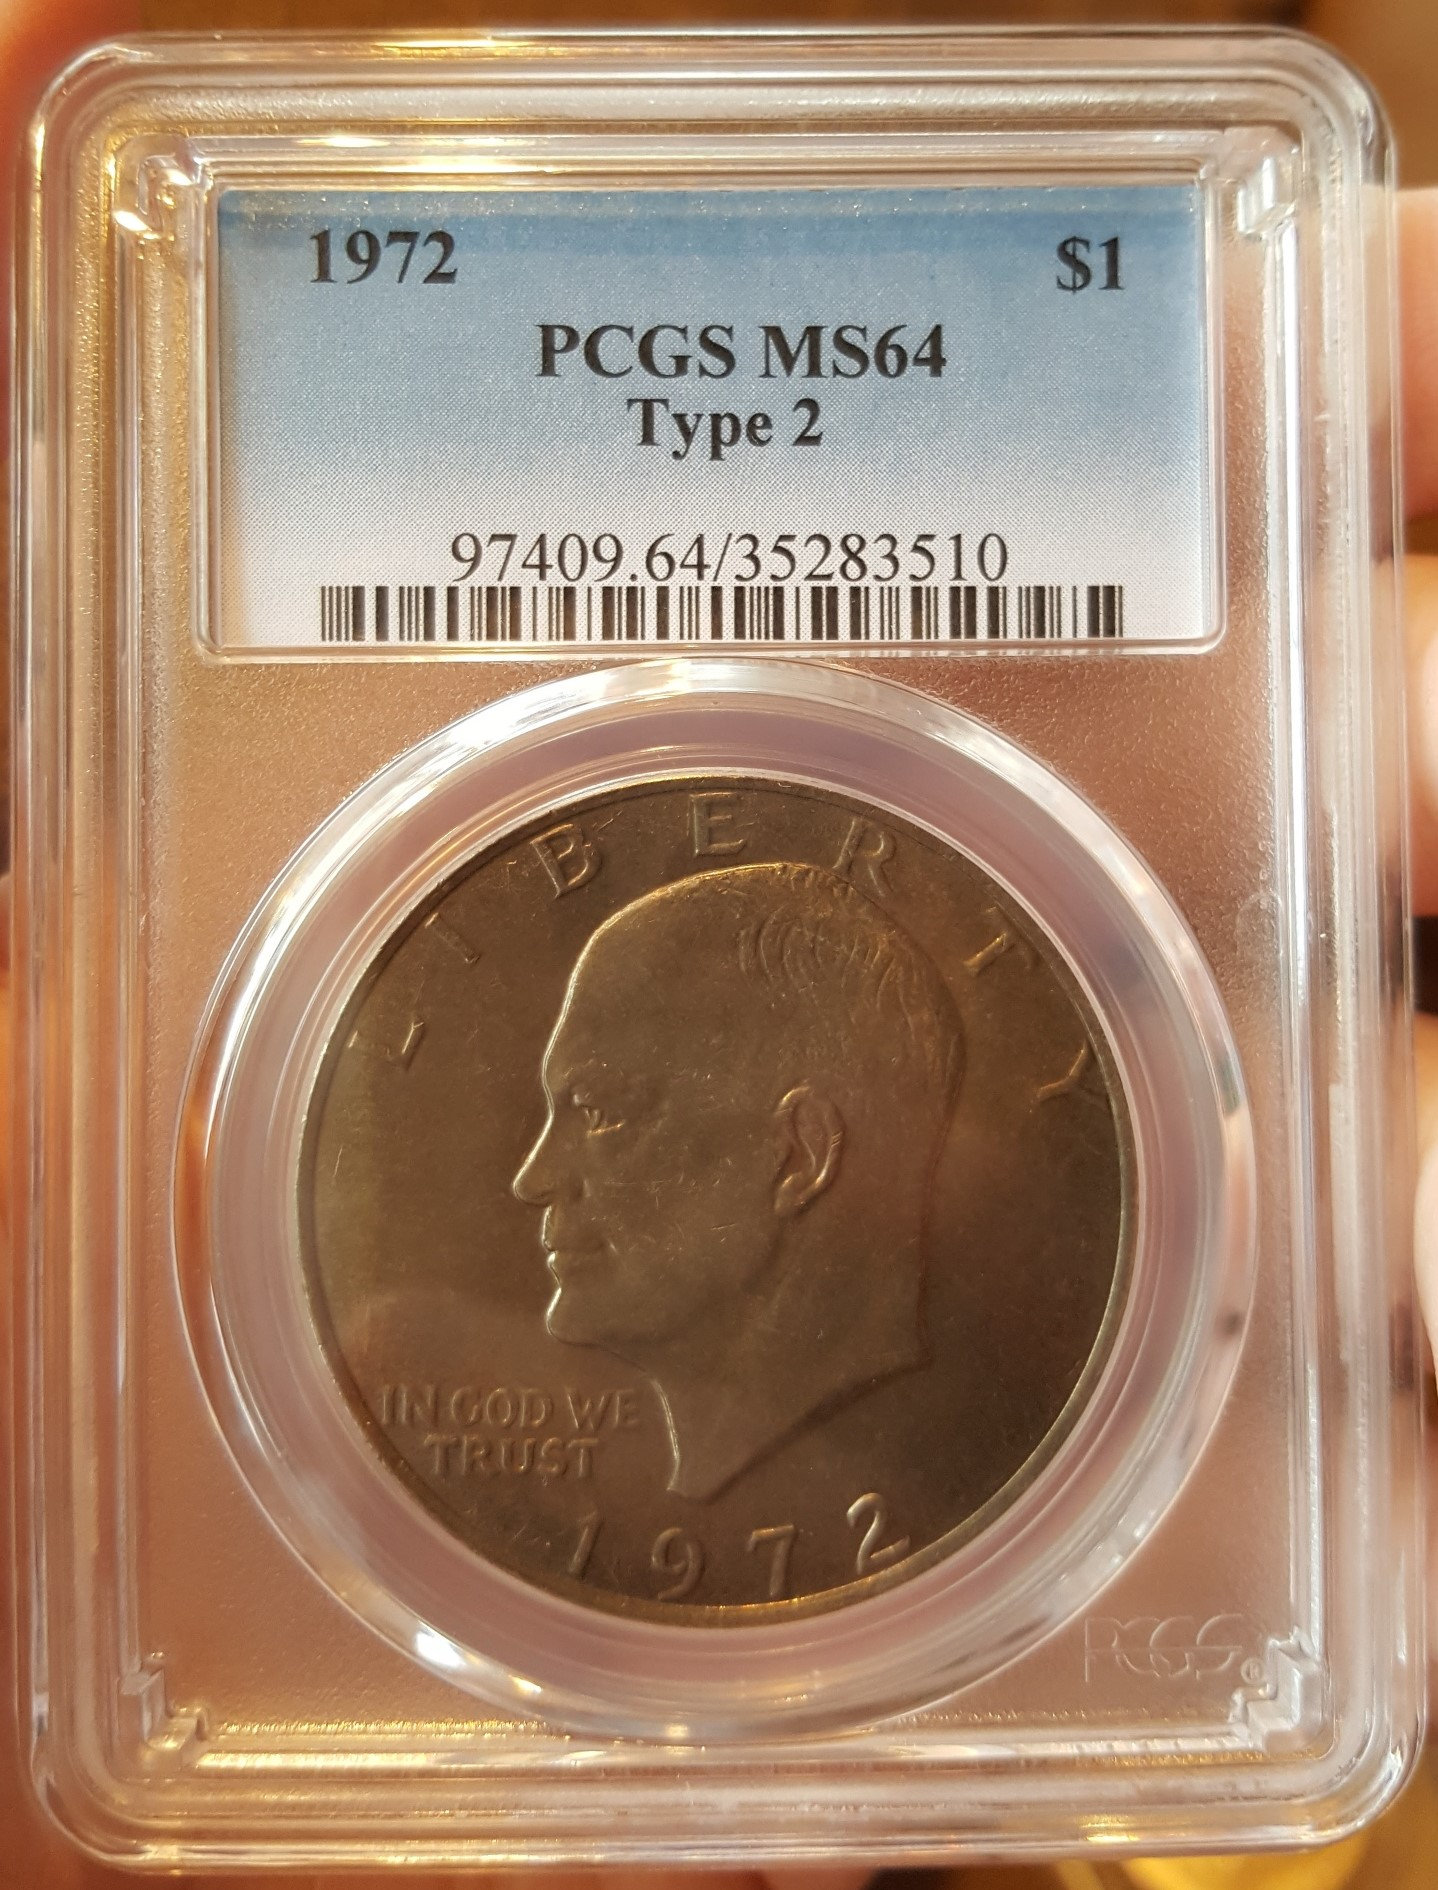 1972 $1
PCGS MS64
Type 2
97409.64/35283510
LIBERTY
IN GOD WE
TRUST
1972
PCGS